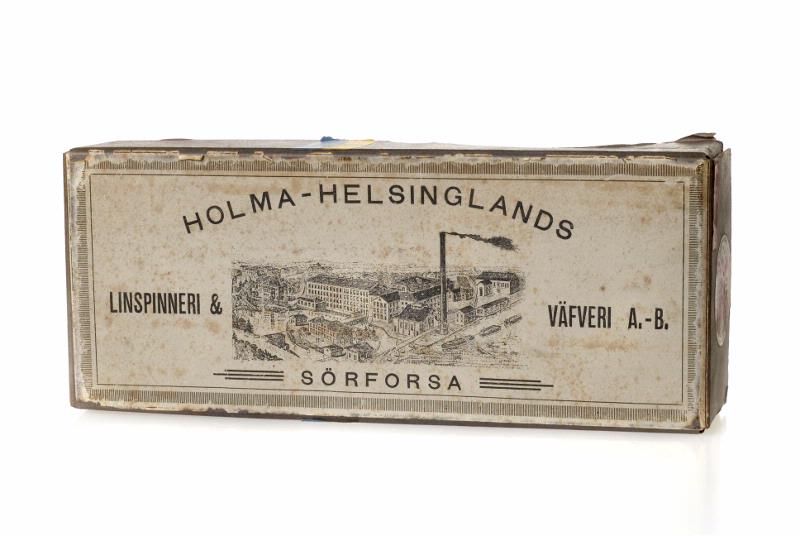 HOLMA-HELSINGLANDS
LINSPINNERI & VÄFVERI A.-B.
SÖRFORSA